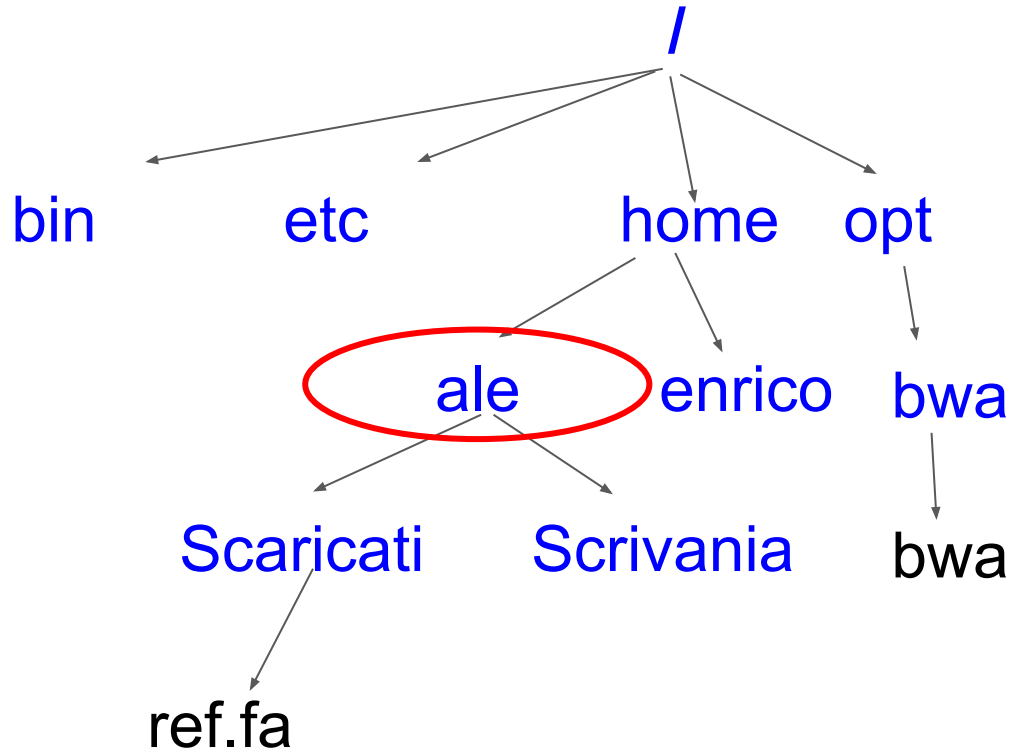 /
bin etc home opt
ale enrico bwa
Scaricati Scrivania bwa
ref.fa